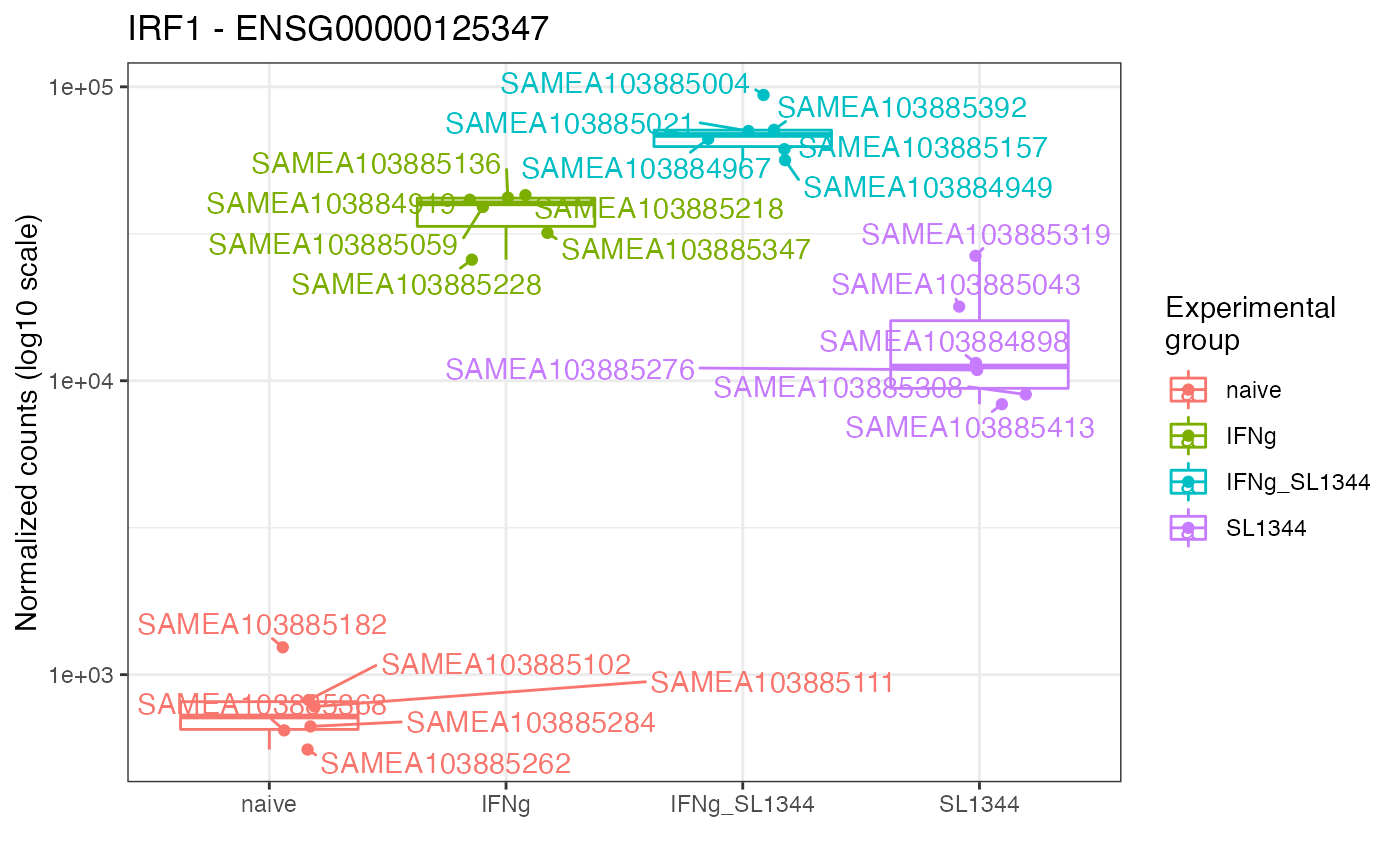 IRF1 - ENSG00000125347
Normalized counts (log10 scale)
1e+05
1e+04
1e+03
SAMEA103885004
SAMEA103885392
SAMEA103885021
SAMEA103885157
SAMEA103884967
SAMEA103884949
SAMEA103885136
SAMEA103884919
SAMEA103885218
SAMEA103885059
SAMEA103885347
SAMEA103885228
SAMEA103885319
SAMEA103885043
SAMEA103884898
SAMEA103885276
SAMEA103885308
SAMEA103885413
SAMEA103885182
SAMEA103885102
SAMEA103885111
SAMEA103885368
SAMEA103885284
SAMEA103885262
naive
IFNg
IFNg_SL1344
SL1344
Experimental
group
naive
IFNg
IFNg_SL1344
SL1344